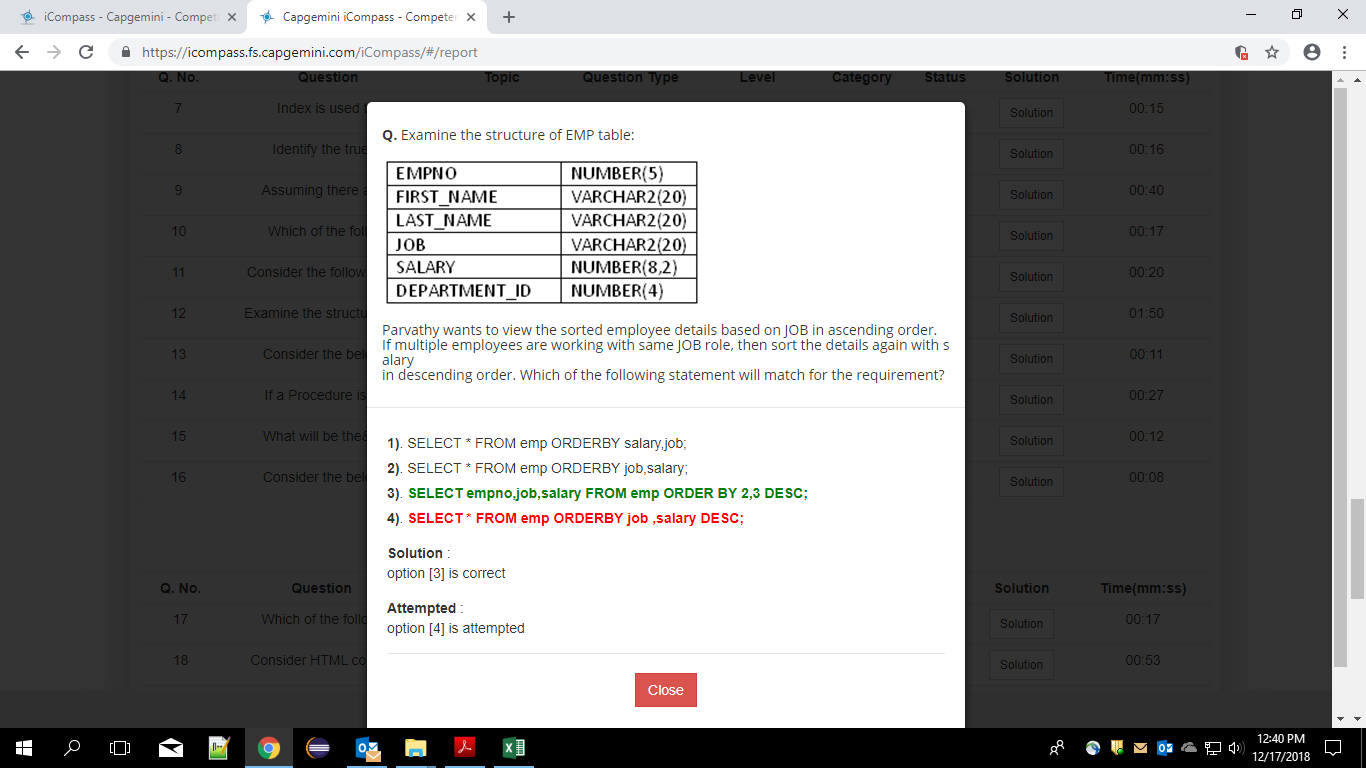 iCompass - Capgemini - Compet
Capgemini iCompass - Competen
https://icompass.fs.capgemini.com/iCompass/#/report
Q. No. Question Topic Question Type Level Category Status Solution Time(mm:ss)
7 Index is used Solution 00:15
8 Identify the true Solution 00:16
9 Assuming there Solution 00:40
10 Which of the foll Solution 00:17
11 Consider the follow Solution 00:20
12 Examine the structu Solution 01:50
13 Consider the bel Solution 00:11
14 If a Procedure is Solution 00:27
15 What will be the& Solution 00:12
16 Consider the bel Solution 00:08
Q. No. Question Solution Time(mm:ss)
17 Which of the follo Solution 00:17
18 Consider HTML co Solution 00:53
Q. Examine the structure of EMP table:
EMPNO NUMBER(5)
FIRST_NAME VARCHAR2(20)
LAST_NAME VARCHAR2(20)
JOB VARCHAR2(20)
SALARY NUMBER(8,2)
DEPARTMENT_ID NUMBER(4)
Parvathy wants to view the sorted employee details based on JOB in ascending order.
If multiple employees are working with same JOB role, then sort the details again with s
alary
in descending order. Which of the following statement will match for the requirement?
1). SELECT * FROM emp ORDERBY salary,job;
2). SELECT * FROM emp ORDERBY job,salary;
3). SELECT empno,job,salary FROM emp ORDER BY 2,3 DESC;
4). SELECT * FROM emp ORDERBY job ,salary DESC;
Solution :
option [3] is correct
Attempted :
option [4] is attempted
Close
12:40 PM
12/17/2018